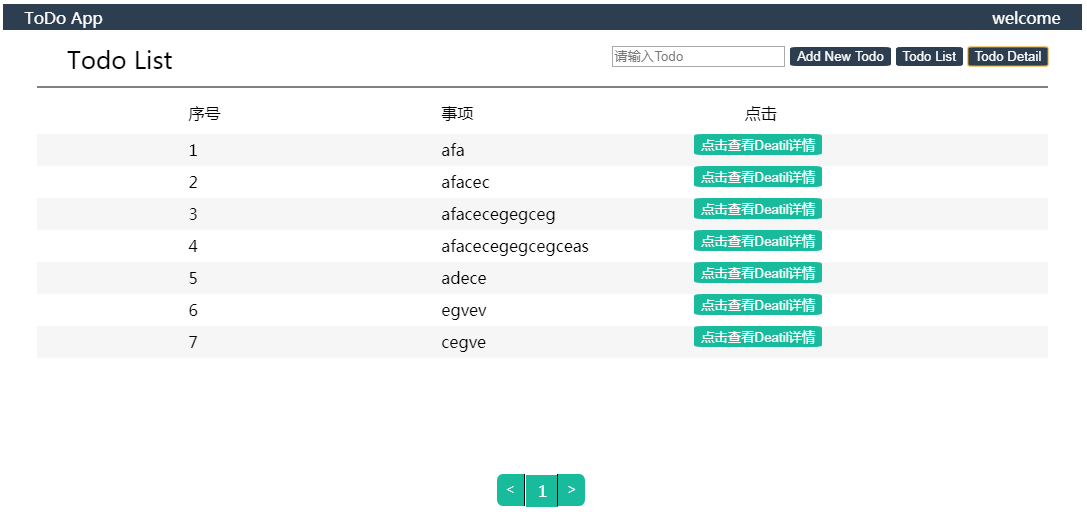 ToDo App welcome
Todo List 请输入Todo Add New Todo Todo List Todo Detail
序号 事项 点击
1 afa 点击查看Deatil详情
2 afacec 点击查看Deatil详情
3 afacecegegceg 点击查看Deatil详情
4 afacecegegcegceas 点击查看Deatil详情
5 adece 点击查看Deatil详情
6 egvev 点击查看Deatil详情
7 cegve 点击查看Deatil详情
< 1 >